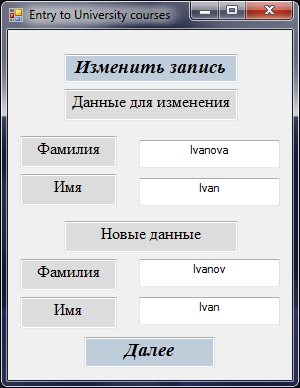 Entry to University courses
Изменить запись
Данные для изменения
Фамилия
Ivanova
Имя
Ivan
Новые данные
Фамилия
Ivanov
Имя
Ivan
Далее